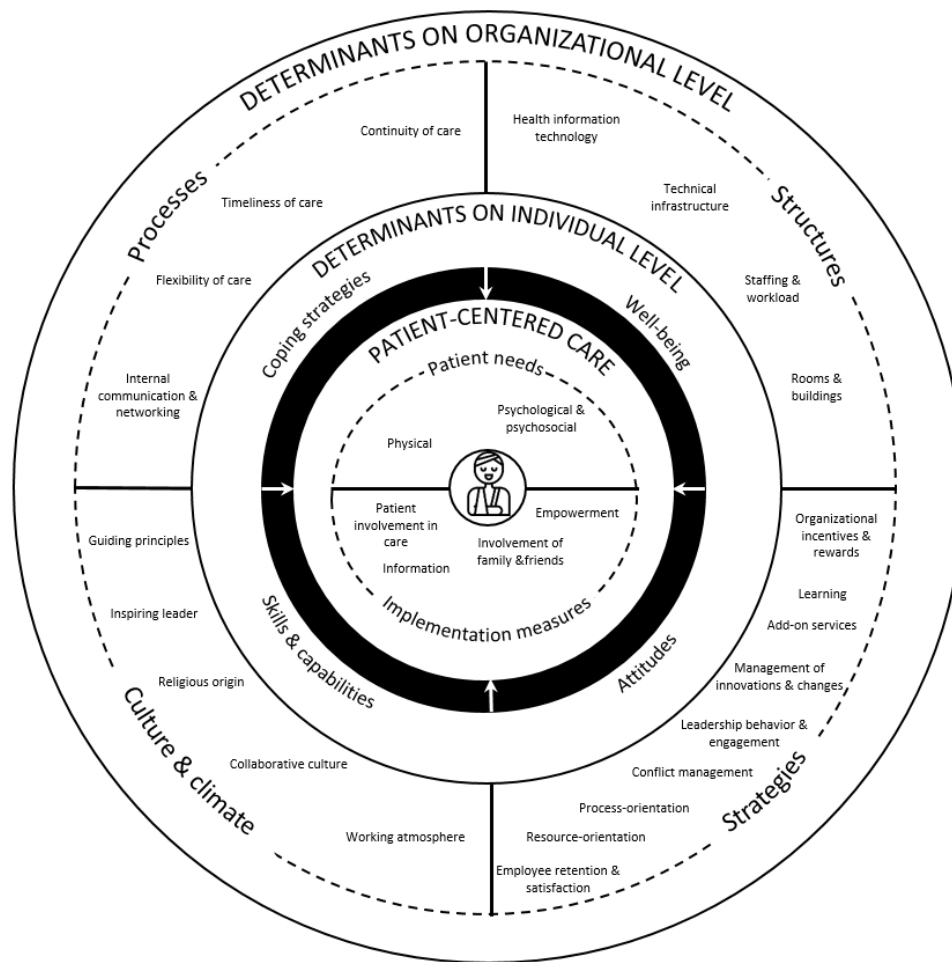 DETERMINANTS ON ORGANIZATIONAL LEVEL
Processes
Continuity of care
Timeliness of care
Flexibility of care
Internal
communication &
networking
Structures
Health information
technology
Technical
infrastructure
Staffing &
workload
Rooms &
buildings
DETERMINANTS ON INDIVIDUAL LEVEL
Coping strategies
Well-being
PATIENT-CENTERED CARE
Patient needs
Physical
Psychological &
psychosocial
Patient
involvement in
care
Information
Empowerment
Involvement of
family &friends
Implementation measures
Skills & capabilities
Attitudes
Guiding principles
Inspiring leader
Religious origin
Collaborative culture
Working atmosphere
Culture & climate
Organizational
incentives &
rewards
Learning
Add-on services
Management of
innovations & changes
Leadership behavior &
engagement
Conflict management
Process-orientation
Resource-orientation
Employee retention &
satisfaction
Strategies